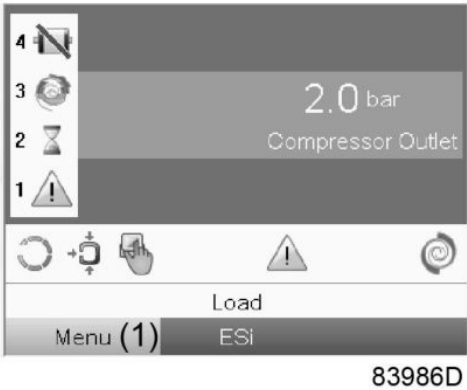 4
3
2.0 bar
2
Compressor Outlet
1
Load
Menu (1)
ESi
83986D